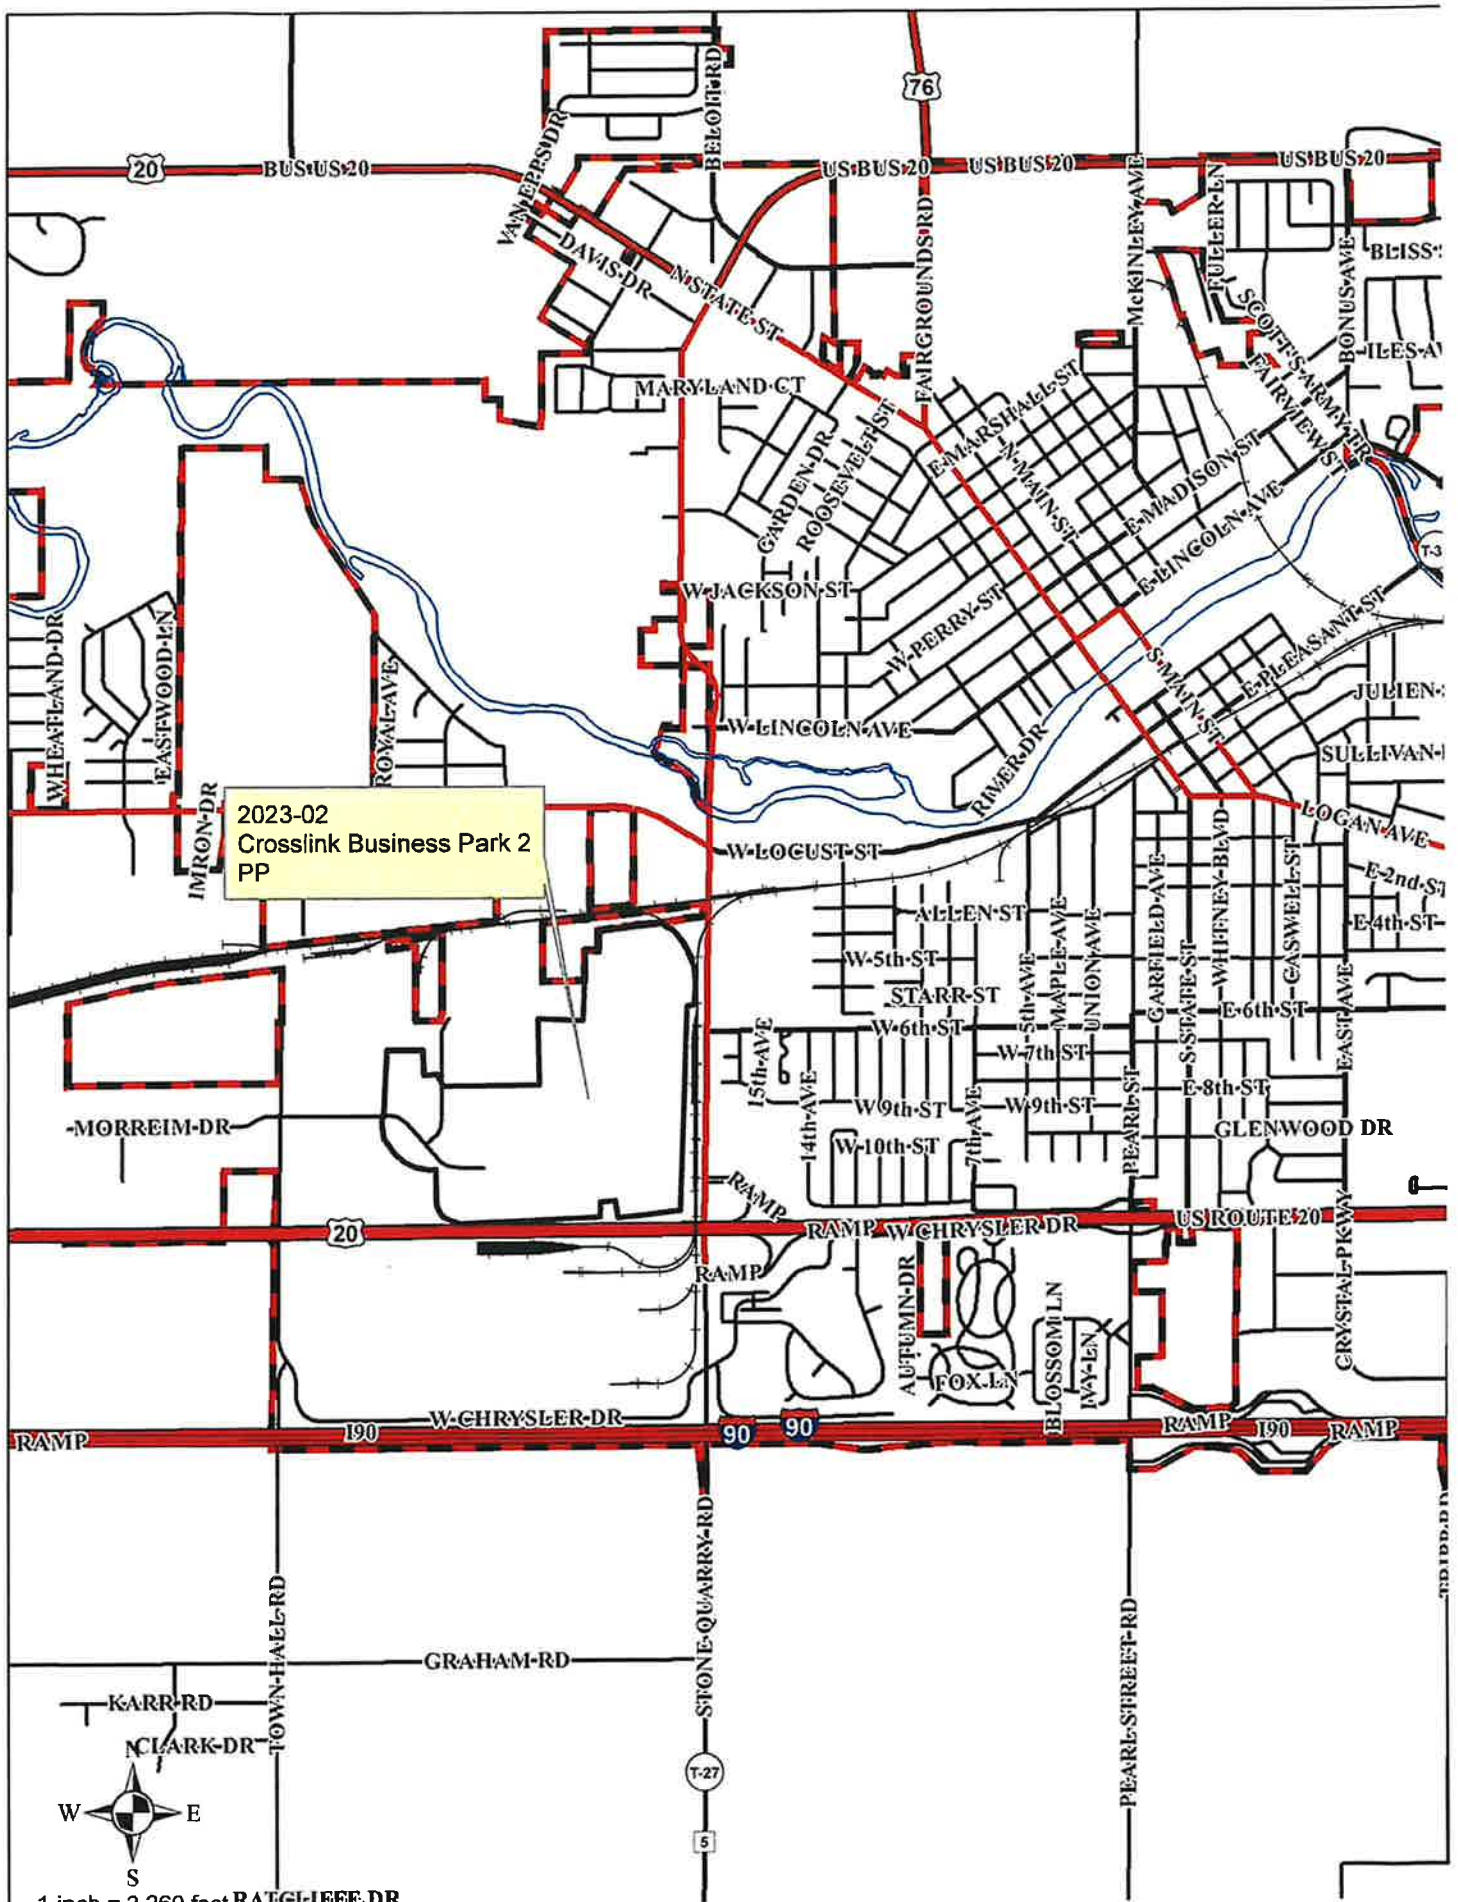 BELOIT RD
76
20
BUS US 20
US BUS 20
US BUS 20
US BUS 20
VAN EPPS DR
DAVIS DR
N STATE ST
FAIRGROUNDS RD
McKINLEY AVE
FULLER LN
BLISS
BONUS AVE
SCOTT'S ARMY TR
ILES A
FAIRVIEW ST
MARYLAND CT
E MARSHALL ST
N MAIN ST
GARDEN DR
ROOSEVELT ST
E MADISON ST
E LINCOLN AVE
T-3
W JACKSON ST
W PERRY ST
S MAIN ST
E PLEASANT ST
JULIEN
WHEATLAND DR
EASTWOOD LN
ROYAL AVE
W LINCOLN AVE
RIVER DR
SULLIVAN
IMRON DR
2023-02
Crosslink Business Park 2
PP
LOGAN AVE
W LOCUST ST
E 2nd ST
ALLEN ST
E 4th ST
W 5th ST
STARR ST
5th AVE
MAPLE AVE
UNION AVE
GARFIELD AVE
S STATE ST
WHITNEY BLVD
CASWELL ST
EAST AVE
W 6th ST
E 6th ST
W 7th ST
15th AVE
14th AVE
7th AVE
PEARL ST
E 8th ST
W 9th ST
W 9th ST
MORREIM DR
W 10th ST
GLENWOOD DR
RAMP
20
RAMP
W CHRYSLER DR
US ROUTE 20
RAMP
AUTUMN DR
FOX LN
BLOSSOM LN
IVY LN
CRYSTAL PKWY
W CHRYSLER DR
RAMP
I90
90
90
RAMP
I90
RAMP
TOWN HALL RD
STONE QUARRY RD
PEARL STREET RD
GRAHAM RD
KARR RD
CLARK DR
N
W
E
S
T-27
5
RATCLIFFE DR